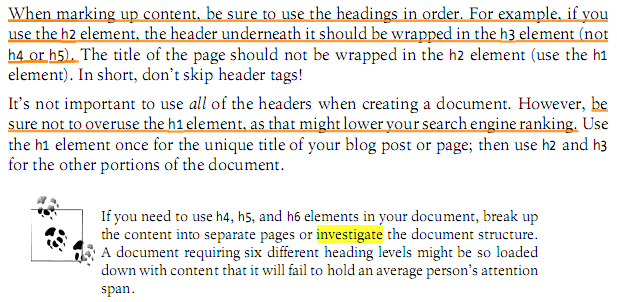 When marking up content, be sure to use the headings in order. For example, if you
use the h2 element, the header underneath it should be wrapped in the h3 element (not
h4 or h5). The title of the page should not be wrapped in the h2 element (use the h1
element). In short, don’t skip header tags!
It’s not important to use all of the headers when creating a document. However, be
sure not to overuse the h1 element, as that might lower your search engine ranking. Use
the h1 element once for the unique title of your blog post or page; then use h2 and h3
for the other portions of the document.
If you need to use h4, h5, and h6 elements in your document, break up
the content into separate pages or investigate the document structure.
A document requiring six different heading levels might be so loaded
down with content that it will fail to hold an average person’s attention
span.